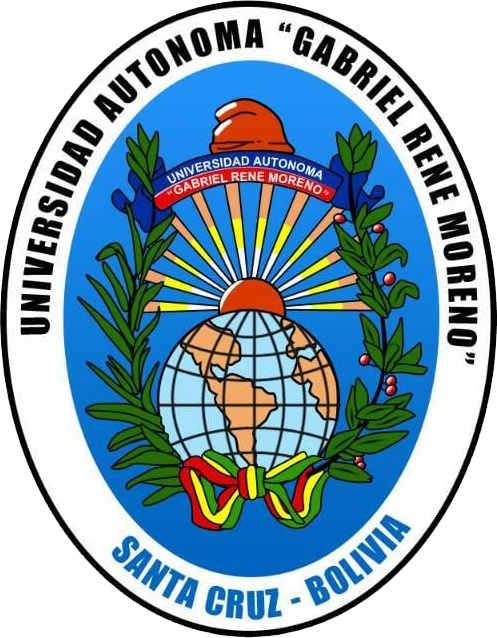 UNIVERSIDAD AUTONOMA “GABRIEL RENE MORENO”
UNIVERSIDAD AUTONOMA
“GABRIEL RENE MORENO”
SANTA CRUZ - BOLIVIA